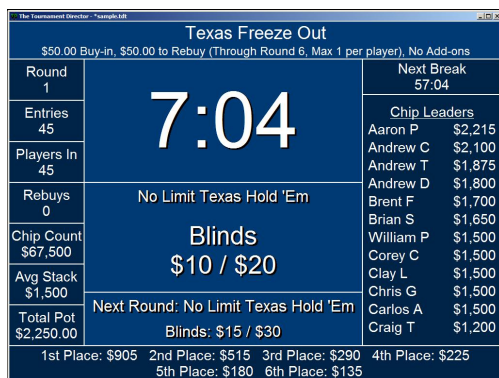 The Tournament Director - *sample.tdt
Texas Freeze Out
$50.00 Buy-in, $50.00 to Rebuy (Through Round 6, Max 1 per player), No Add-ons
Round
1
Entries
45
Players In
45
Rebuys
0
Chip Count
$67,500
Avg Stack
$1,500
Total Pot
$2,250.00
7:04
No Limit Texas Hold 'Em
Blinds
$10 / $20
Next Round: No Limit Texas Hold 'Em
Blinds: $15 / $30
Next Break
57:04
Chip Leaders
Aaron P $2,215
Andrew C $2,100
Andrew T $1,875
Andrew D $1,800
Brent F $1,700
Brian S $1,650
William P $1,500
Corey C $1,500
Clay L $1,500
Chris G $1,500
Carlos A $1,500
Craig T $1,200
1st Place: $905 2nd Place: $515 3rd Place: $290 4th Place: $225
5th Place: $180 6th Place: $135